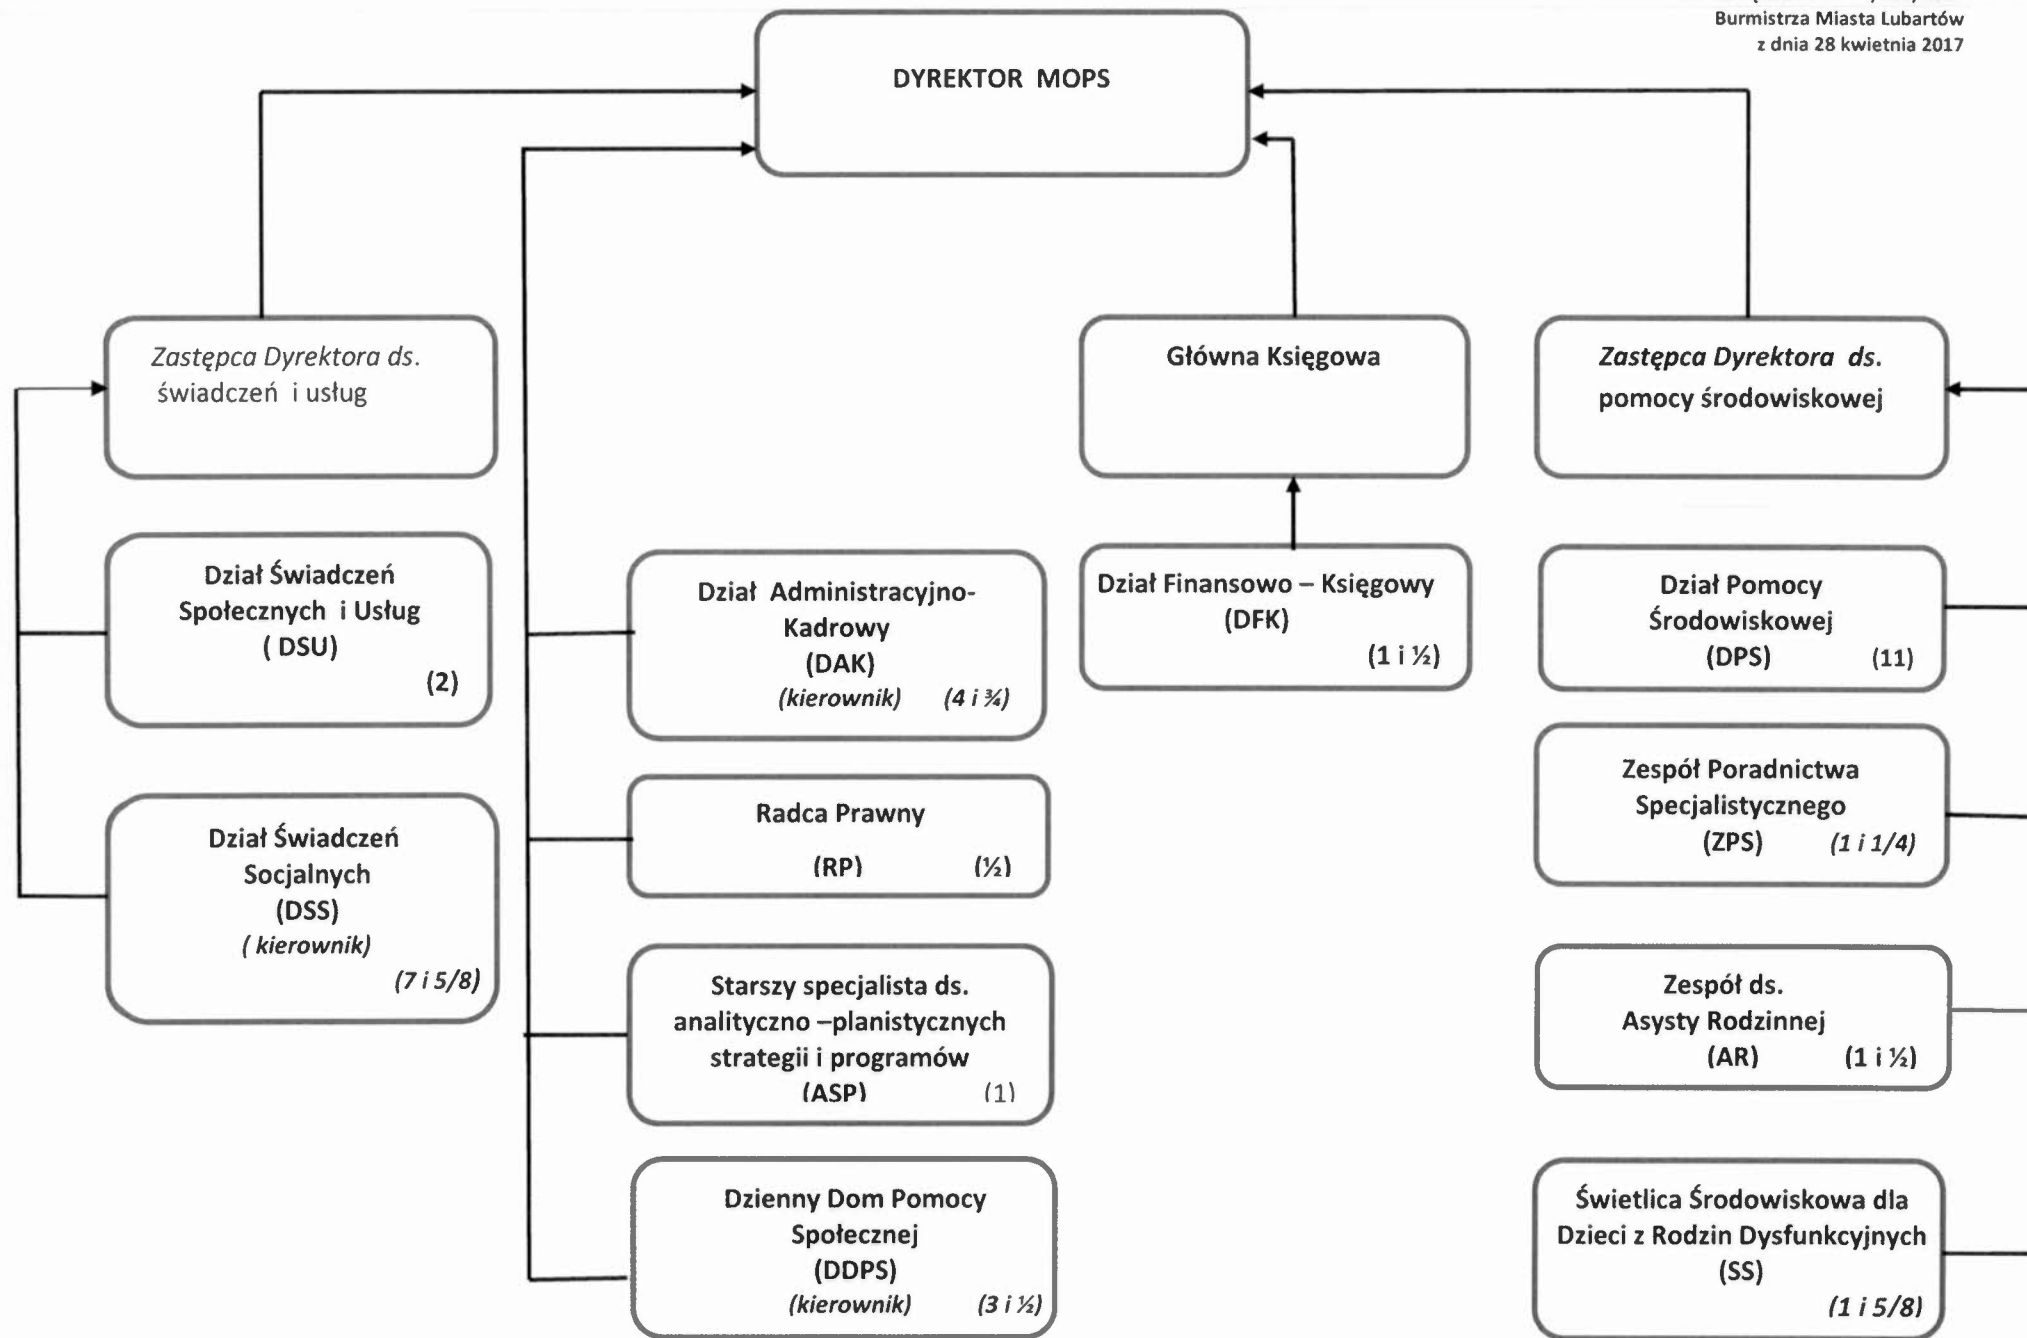 Burmistrza Miasta Lubartów
z dnia 28 kwietnia 2017
DYREKTOR MOPS
Zastępca Dyrektora ds.
świadczeń i usług
Główna Księgowa
Zastępca Dyrektora ds.
pomocy środowiskowej
Dział Świadczeń
Społecznych i Usług
( DSU)
(2)
Dział Świadczeń
Socjalnych
(DSS)
( kierownik)
(7 i 5/8)
Dział Administracyjno-
Kadrowy
(DAK)
(kierownik) (4 i ¾)
Radca Prawny
(RP) (½)
Starszy specjalista ds.
analityczno –planistycznych
strategii i programów
(ASP) (1)
Dzienny Dom Pomocy
Społecznej
(DDPS)
(kierownik) (3 i ½)
Dział Finansowo – Księgowy
(DFK)
(1 i ½)
Dział Pomocy
Środowiskowej
(DPS) (11)
Zespół Poradnictwa
Specjalistycznego
(ZPS) (1 i 1/4)
Zespół ds.
Asysty Rodzinnej
(AR) (1 i ½)
Świetlica Środowiskowa dla
Dzieci z Rodzin Dysfunkcyjnych
(SS)
(1 i 5/8)